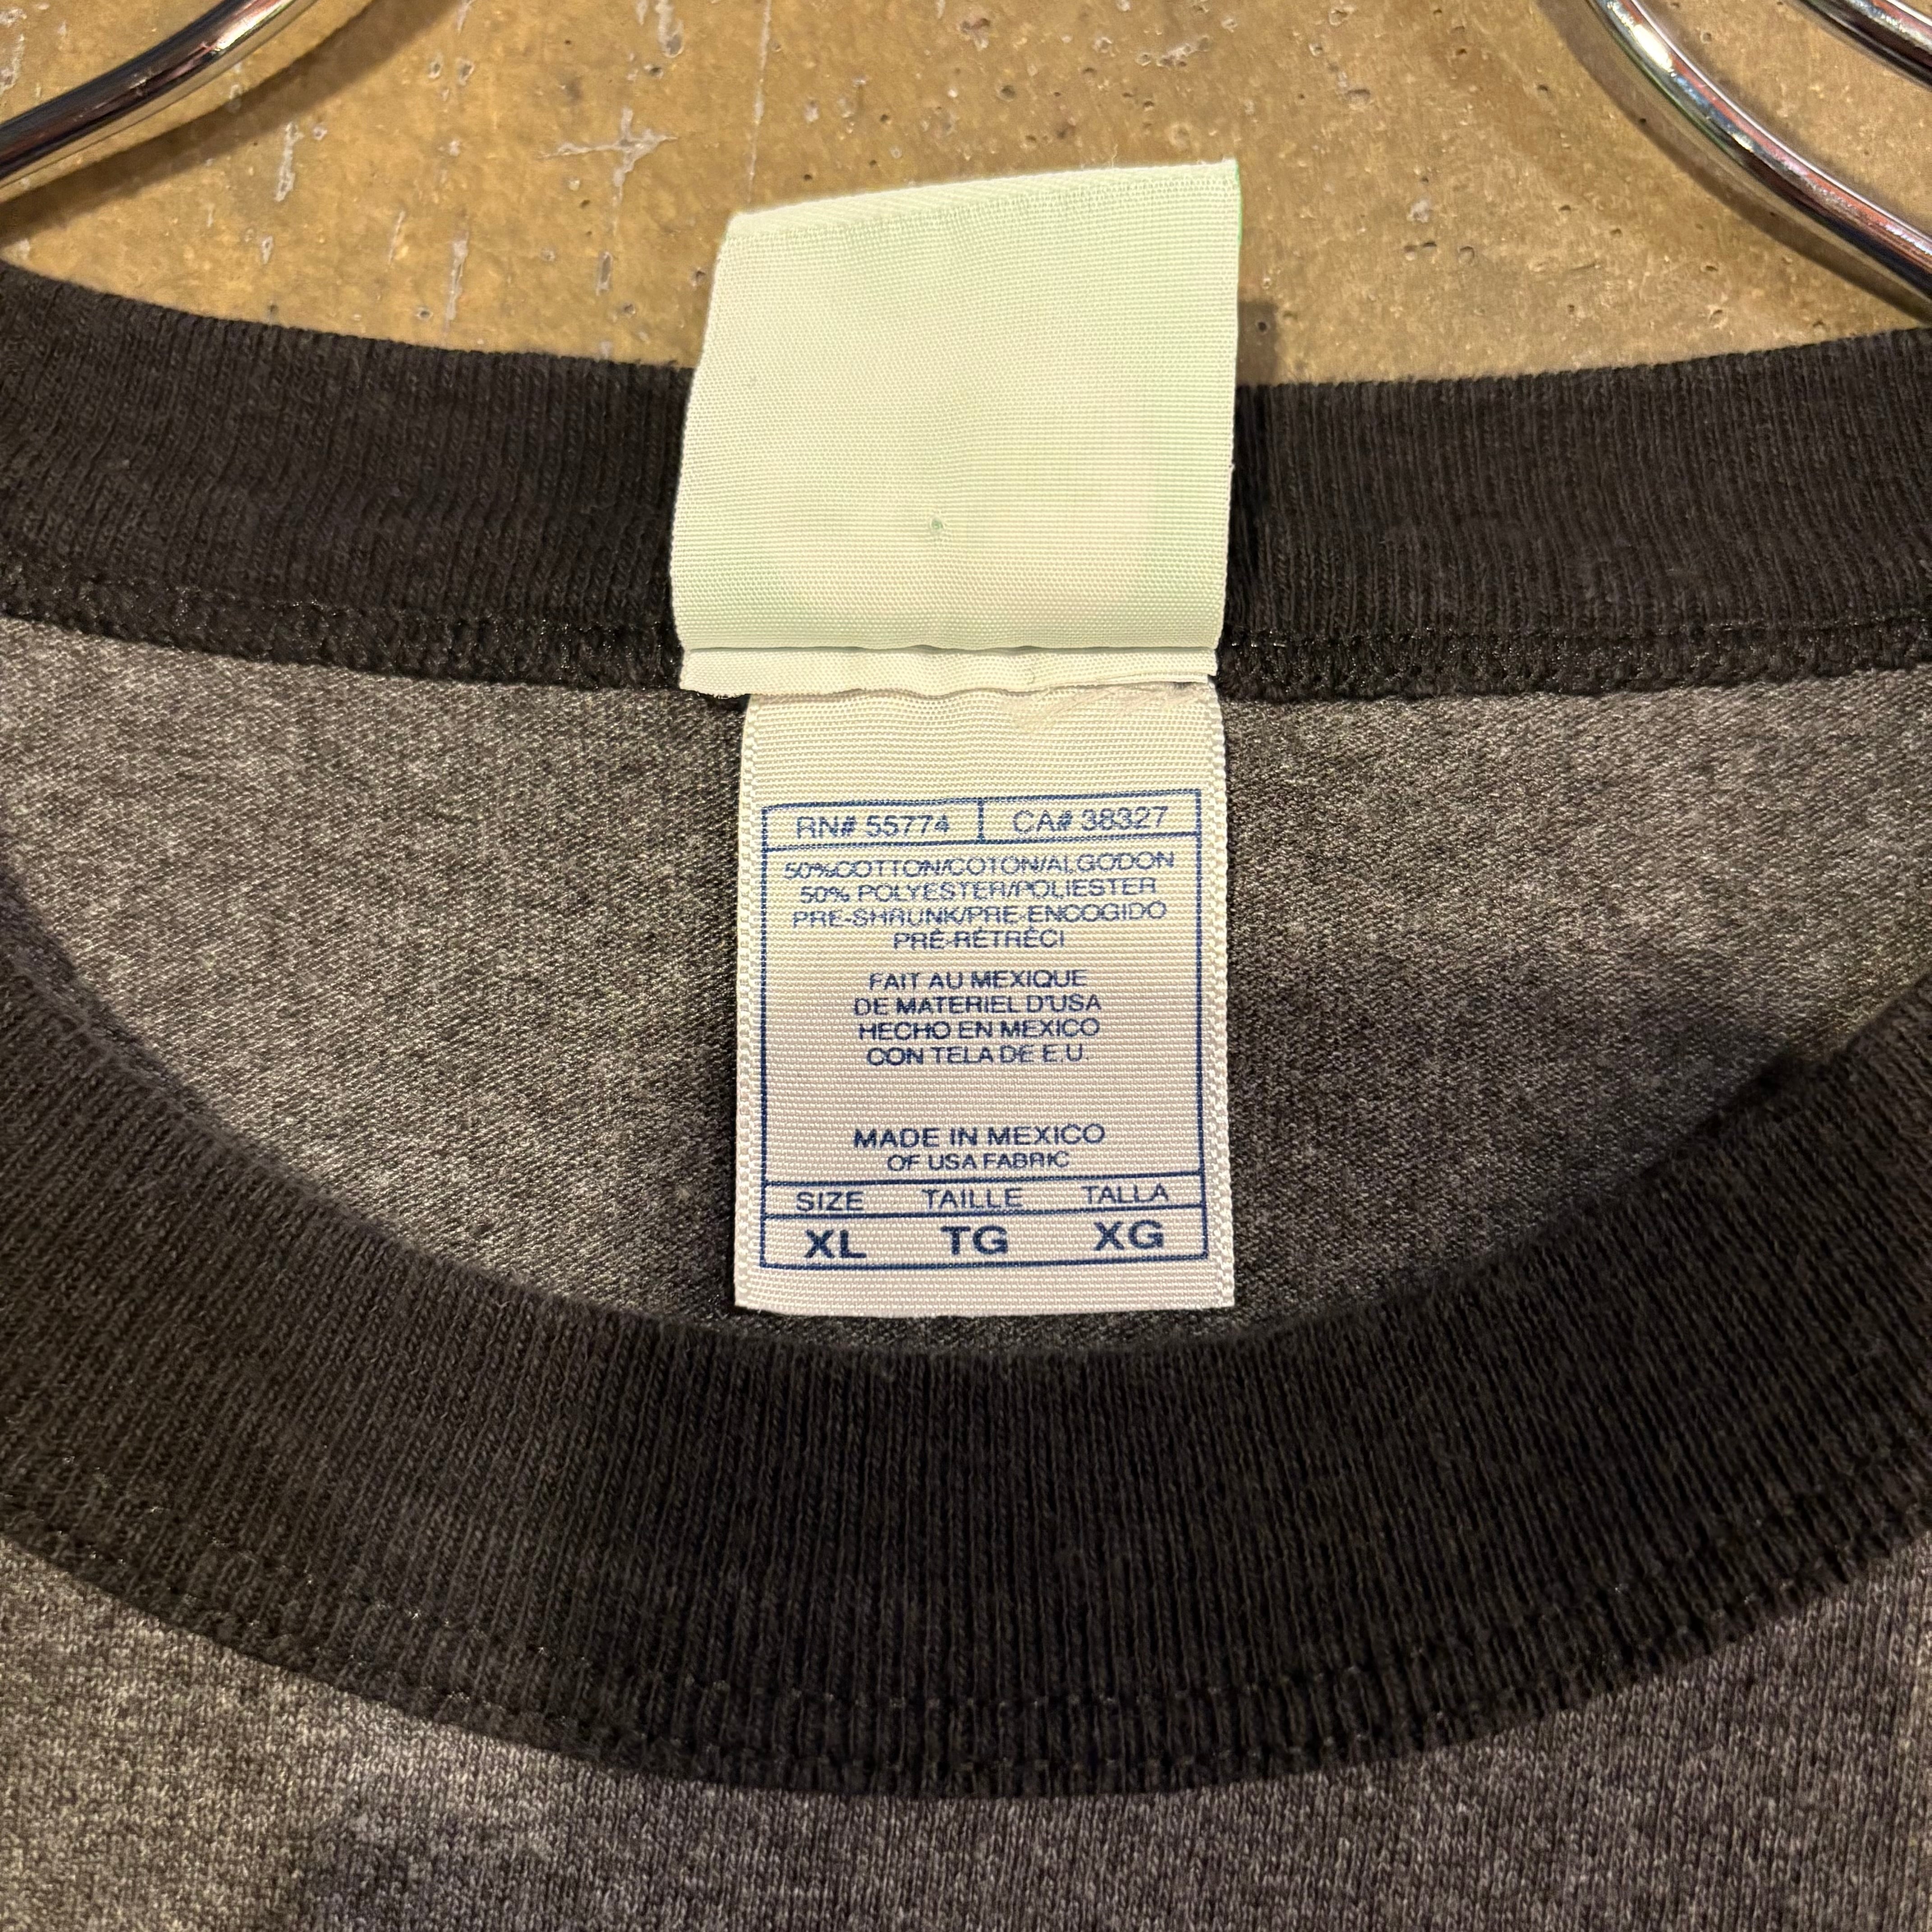 RN# 55774 CA# 38327
50%COTTON/COTON/ALGODON
50% POLYESTER/POLIESTER
PRE-SHRUNK/PRE-ENCOGIDO
PRÉ-RÉTRÉCI
FAIT AU MEXIQUE
DE MATERIEL D'USA
HECHO EN MEXICO
CON TELA DE E.U.
MADE IN MEXICO
OF USA FABRIC
SIZE TAILLE TALLA
XL TG XG